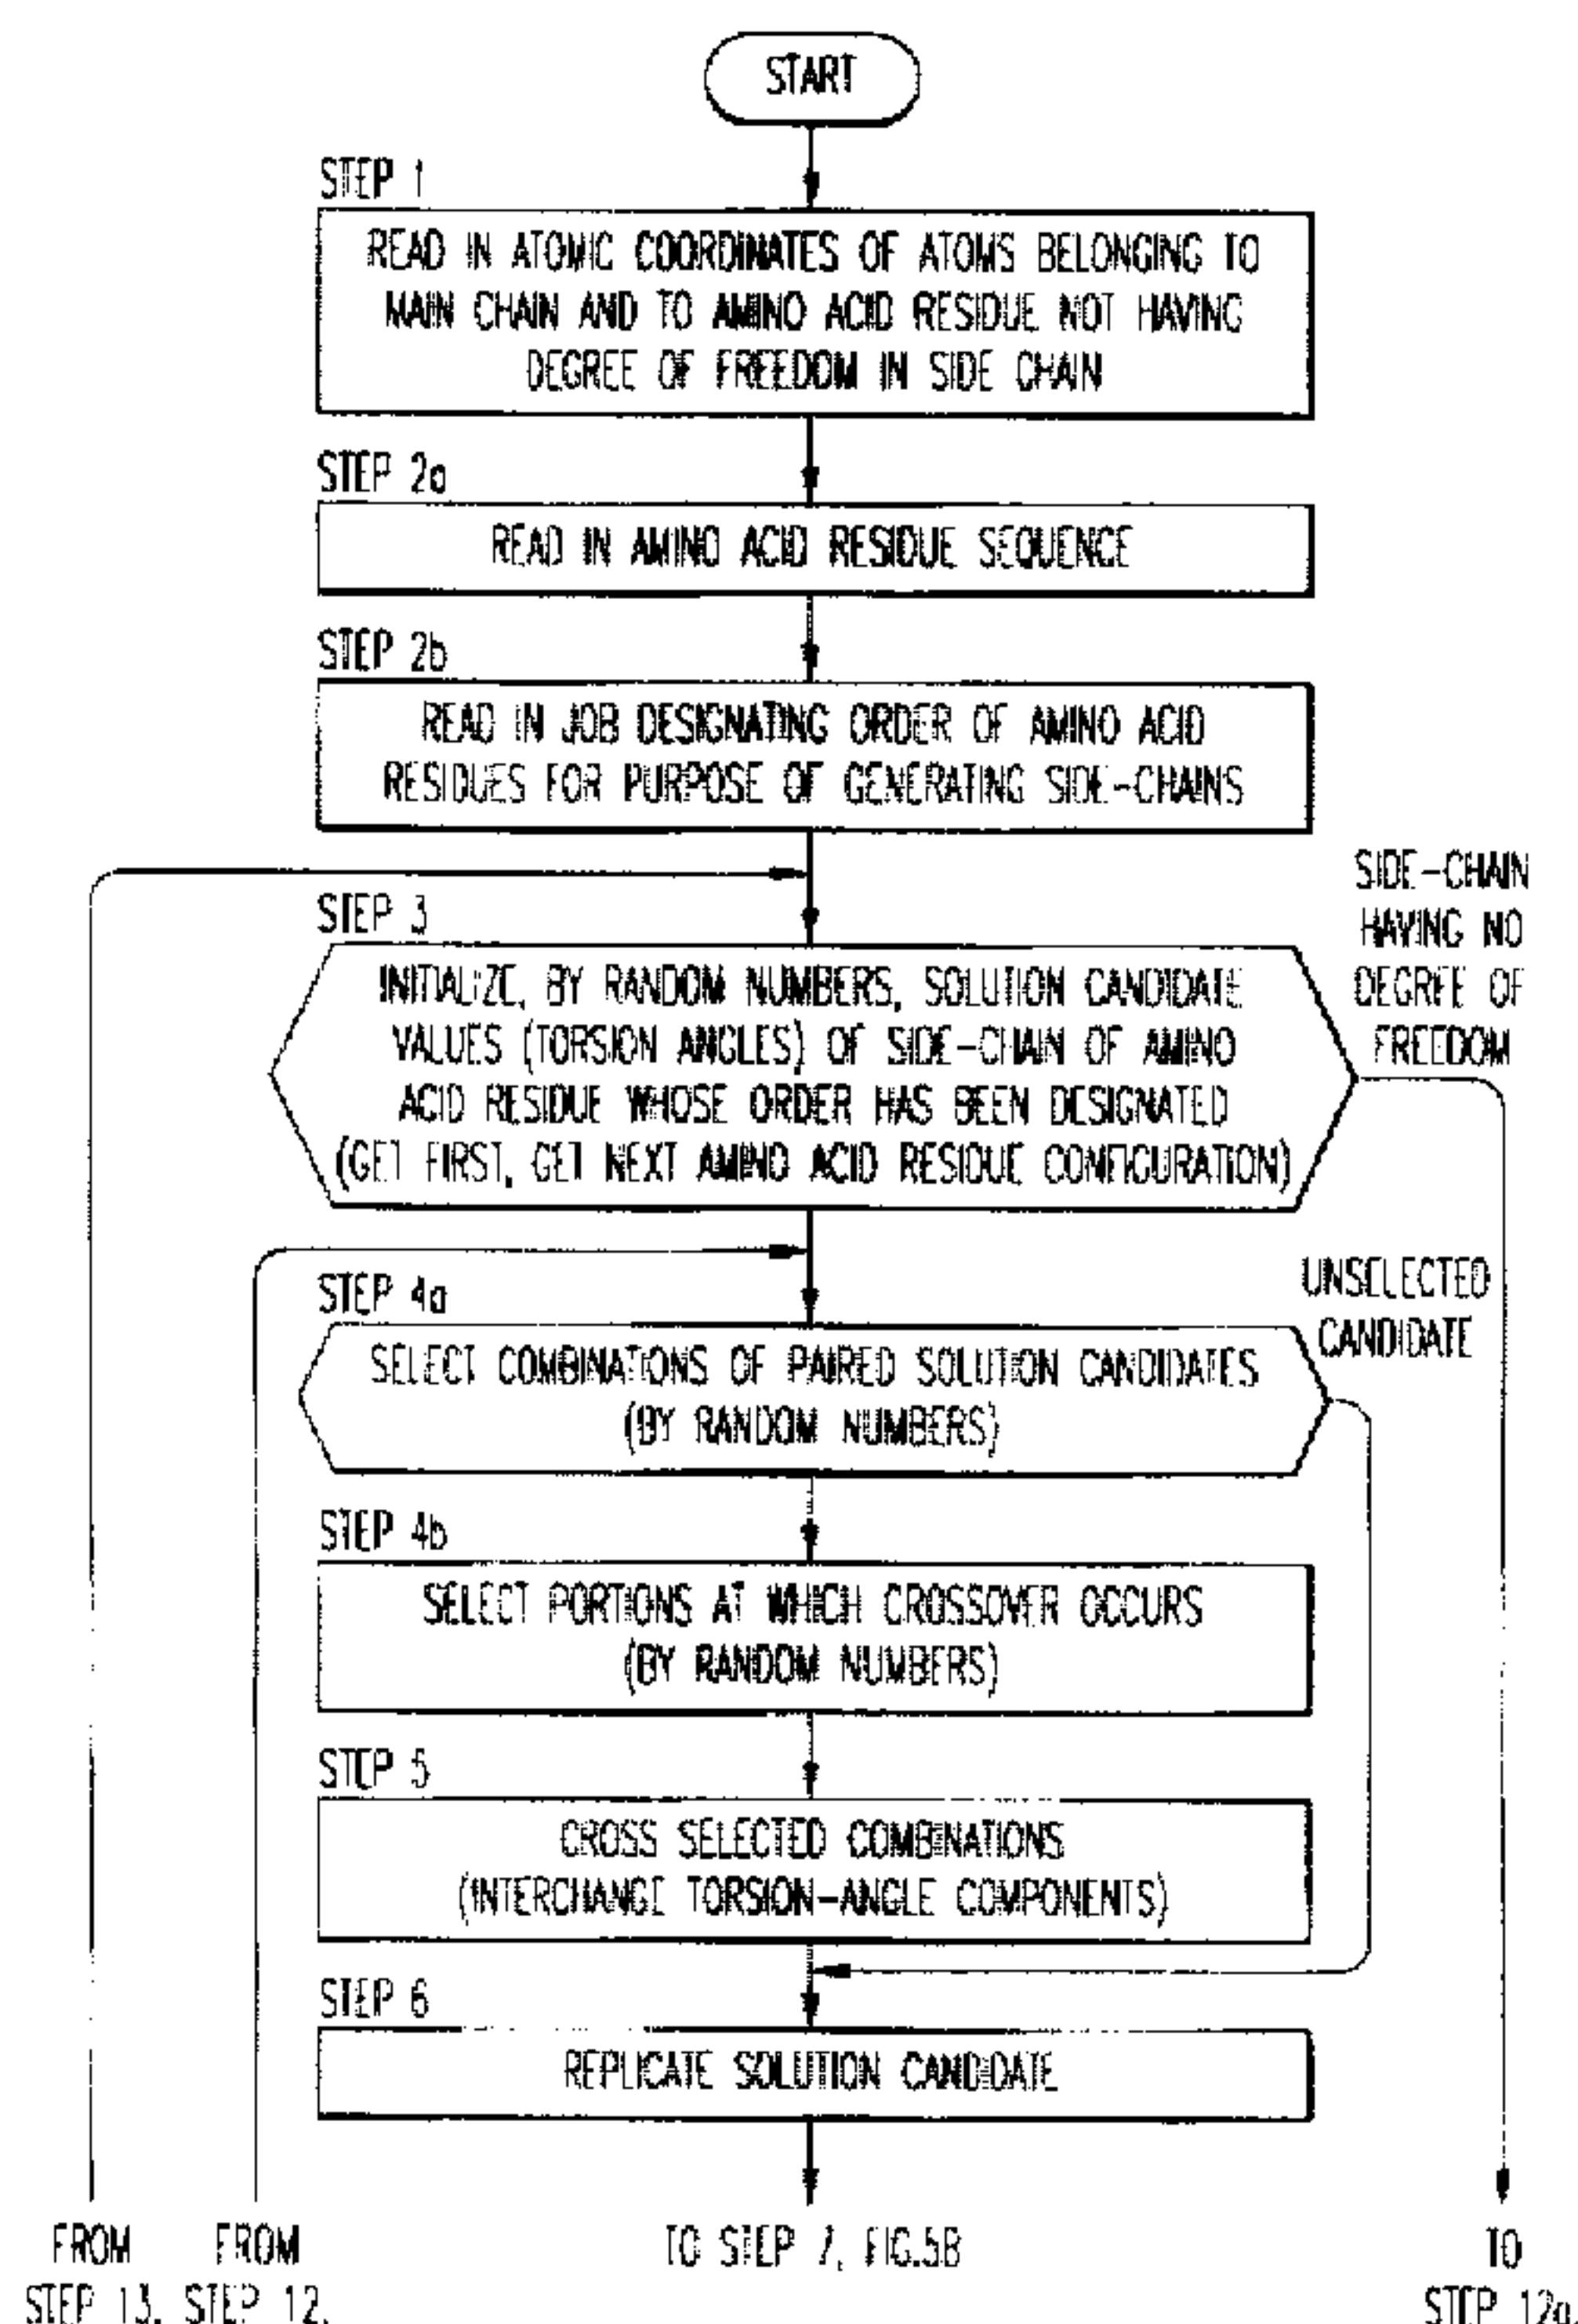 START
STEP 1
READ IN ATOMIC COORDINATES OF ATOMS BELONGING TO
MAIN CHAIN AND TO AMINO ACID RESIDUE NOT HAVING
DEGREE OF FREEDOM IN SIDE CHAIN
STEP 2a
READ IN AMINO ACID RESIDUE SEQUENCE
STEP 2b
READ IN JOB DESIGNATING ORDER OF AMINO ACID
RESIDUES FOR PURPOSE OF GENERATING SIDE-CHAINS
SIDE-CHAIN
HAVING NO
DEGREE OF
FREEDOM
STEP 3
INITIALIZE, BY RANDOM NUMBERS, SOLUTION CANDIDATE
VALUES (TORSION ANGLES) OF SIDE-CHAIN OF AMINO
ACID RESIDUE WHOSE ORDER HAS BEEN DESIGNATED
(GET FIRST, GET NEXT AMINO ACID RESIDUE CONFIGURATION)
UNSELECTED
CANDIDATE
STEP 4a
SELECT COMBINATIONS OF PAIRED SOLUTION CANDIDATES
(BY RANDOM NUMBERS)
STEP 4b
SELECT PORTIONS AT WHICH CROSSOVER OCCURS
(BY RANDOM NUMBERS)
STEP 5
CROSS SELECTED COMBINATIONS
(INTERCHANGE TORSION-ANGLE COMPONENTS)
STEP 6
REPLICATE SOLUTION CANDIDATE
FROM
STEP 13,
FROM
STEP 12,
TO STEP 7, FIG.5B
TO
STEP 12a,